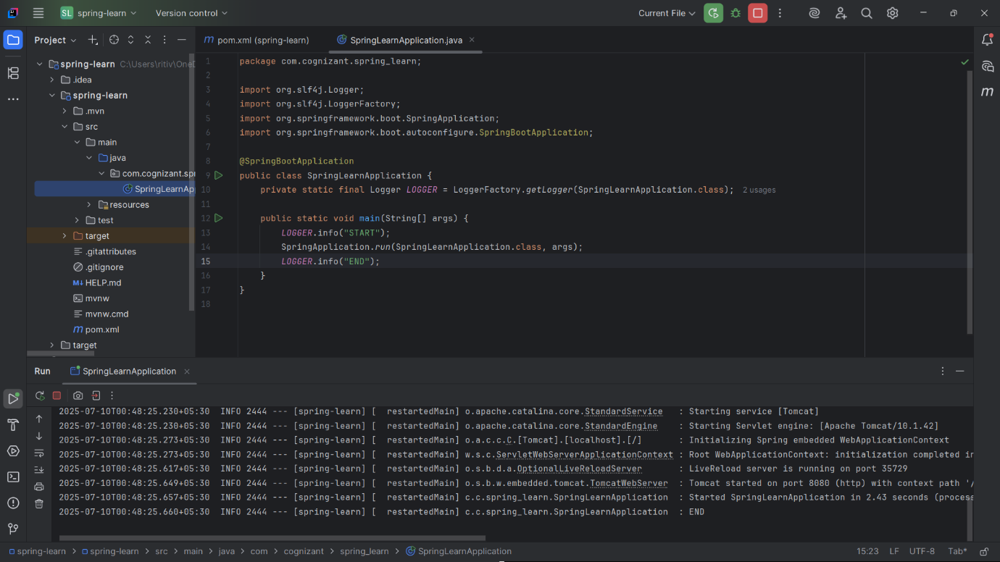 SL spring-learn Version control Current File
Project
pom.xml (spring-learn) SpringLearnApplication.java
spring-learn C:\Users\ritiv\OneD
.idea
spring-learn
.mvn
src
main
java
com.cognizant.spr
SpringLearnAp
resources
test
target
.gitattributes
.gitignore
HELP.md
mvnw
mvnw.cmd
pom.xml
target
1 package com.cognizant.spring_learn;
2
3 import org.slf4j.Logger;
4 import org.slf4j.LoggerFactory;
5 import org.springframework.boot.SpringApplication;
6 import org.springframework.boot.autoconfigure.SpringBootApplication;
7
8 @SpringBootApplication
9 public class SpringLearnApplication {
10 private static final Logger LOGGER = LoggerFactory.getLogger(SpringLearnApplication.class); 2 usages
11
12 public static void main(String[] args) {
13 LOGGER.info("START");
14 SpringApplication.run(SpringLearnApplication.class, args);
15 LOGGER.info("END");
16 }
17 }
18
Run SpringLearnApplication
2025-07-10T00:48:25.230+05:30 INFO 2444 --- [spring-learn] [ restartedMain] o.apache.catalina.core.StandardService : Starting service [Tomcat]
2025-07-10T00:48:25.230+05:30 INFO 2444 --- [spring-learn] [ restartedMain] o.apache.catalina.core.StandardEngine : Starting Servlet engine: [Apache Tomcat/10.1.42]
2025-07-10T00:48:25.273+05:30 INFO 2444 --- [spring-learn] [ restartedMain] o.a.c.c.C.[Tomcat].[localhost].[/] : Initializing Spring embedded WebApplicationContext
2025-07-10T00:48:25.273+05:30 INFO 2444 --- [spring-learn] [ restartedMain] w.s.c.ServletWebServerApplicationContext : Root WebApplicationContext: initialization completed in
2025-07-10T00:48:25.617+05:30 INFO 2444 --- [spring-learn] [ restartedMain] o.s.b.d.a.OptionalLiveReloadServer : LiveReload server is running on port 35729
2025-07-10T00:48:25.649+05:30 INFO 2444 --- [spring-learn] [ restartedMain] o.s.b.w.embedded.tomcat.TomcatWebServer : Tomcat started on port 8080 (http) with context path '/
2025-07-10T00:48:25.657+05:30 INFO 2444 --- [spring-learn] [ restartedMain] c.c.spring_learn.SpringLearnApplication : Started SpringLearnApplication in 2.43 seconds (process
2025-07-10T00:48:25.660+05:30 INFO 2444 --- [spring-learn] [ restartedMain] c.c.spring_learn.SpringLearnApplication : END
spring-learn > spring-learn > src > main > java > com > cognizant > spring_learn > SpringLearnApplication 15:23 LF UTF-8 Tab*